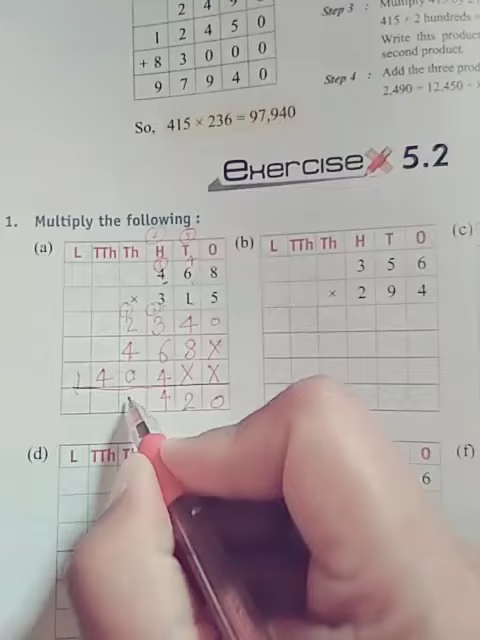 2 4 9 0
1 2 4 5 0
+ 8 3 0 0 0
9 7 9 4 0
So, 415 × 236 = 97,940
Step 3 :
415 × 2 hundreds =
Write this produc
second product.
Step 4 : Add the three prod
2,490 + 12,450 +
Exercise 5.2
1. Multiply the following :
(a) L TTh Th H T O
4 6 8
× 3 1 5
2 3 4 0
4 6 8 X
1 4 0 4 X X
4 2 0
(b) L TTh Th H T O
3 5 6
× 2 9 4
(c)
(d) L TTh T
O
6
(f)